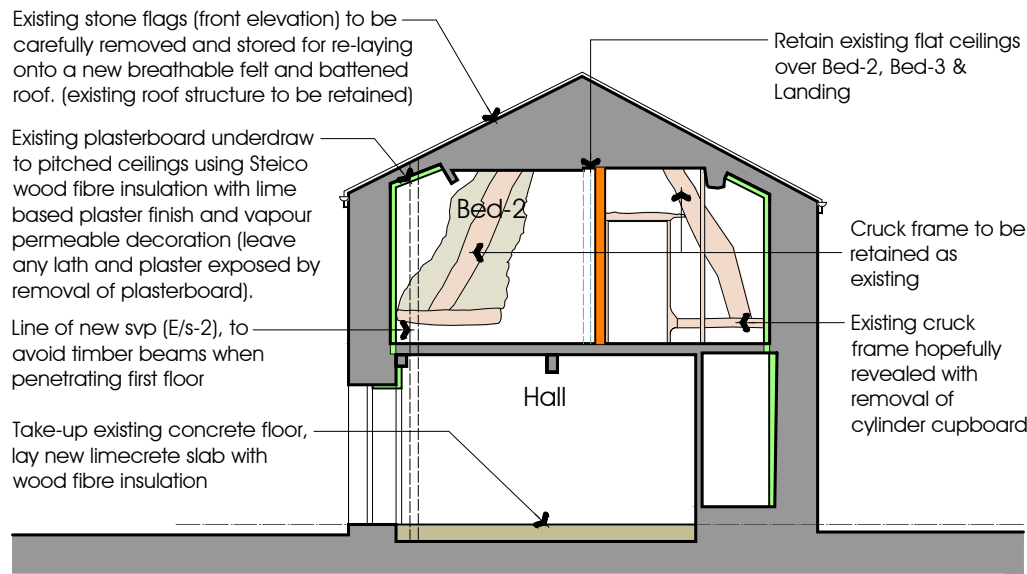 Existing stone flags (front elevation) to be
carefully removed and stored for re-laying
onto a new breathable felt and battened
roof. (existing roof structure to be retained)
Existing plasterboard underdraw
to pitched ceilings using Steico
wood fibre insulation with lime
based plaster finish and vapour
permeable decoration (leave
any lath and plaster exposed by
removal of plasterboard).
Line of new svp (E/s-2), to
avoid timber beams when
penetrating first floor
Take-up existing concrete floor,
lay new limecrete slab with
wood fibre insulation
Bed-2
Hall
Retain existing flat ceilings
over Bed-2, Bed-3 &
Landing
Cruck frame to be
retained as
existing
Existing cruck
frame hopefully
revealed with
removal of
cylinder cupboard